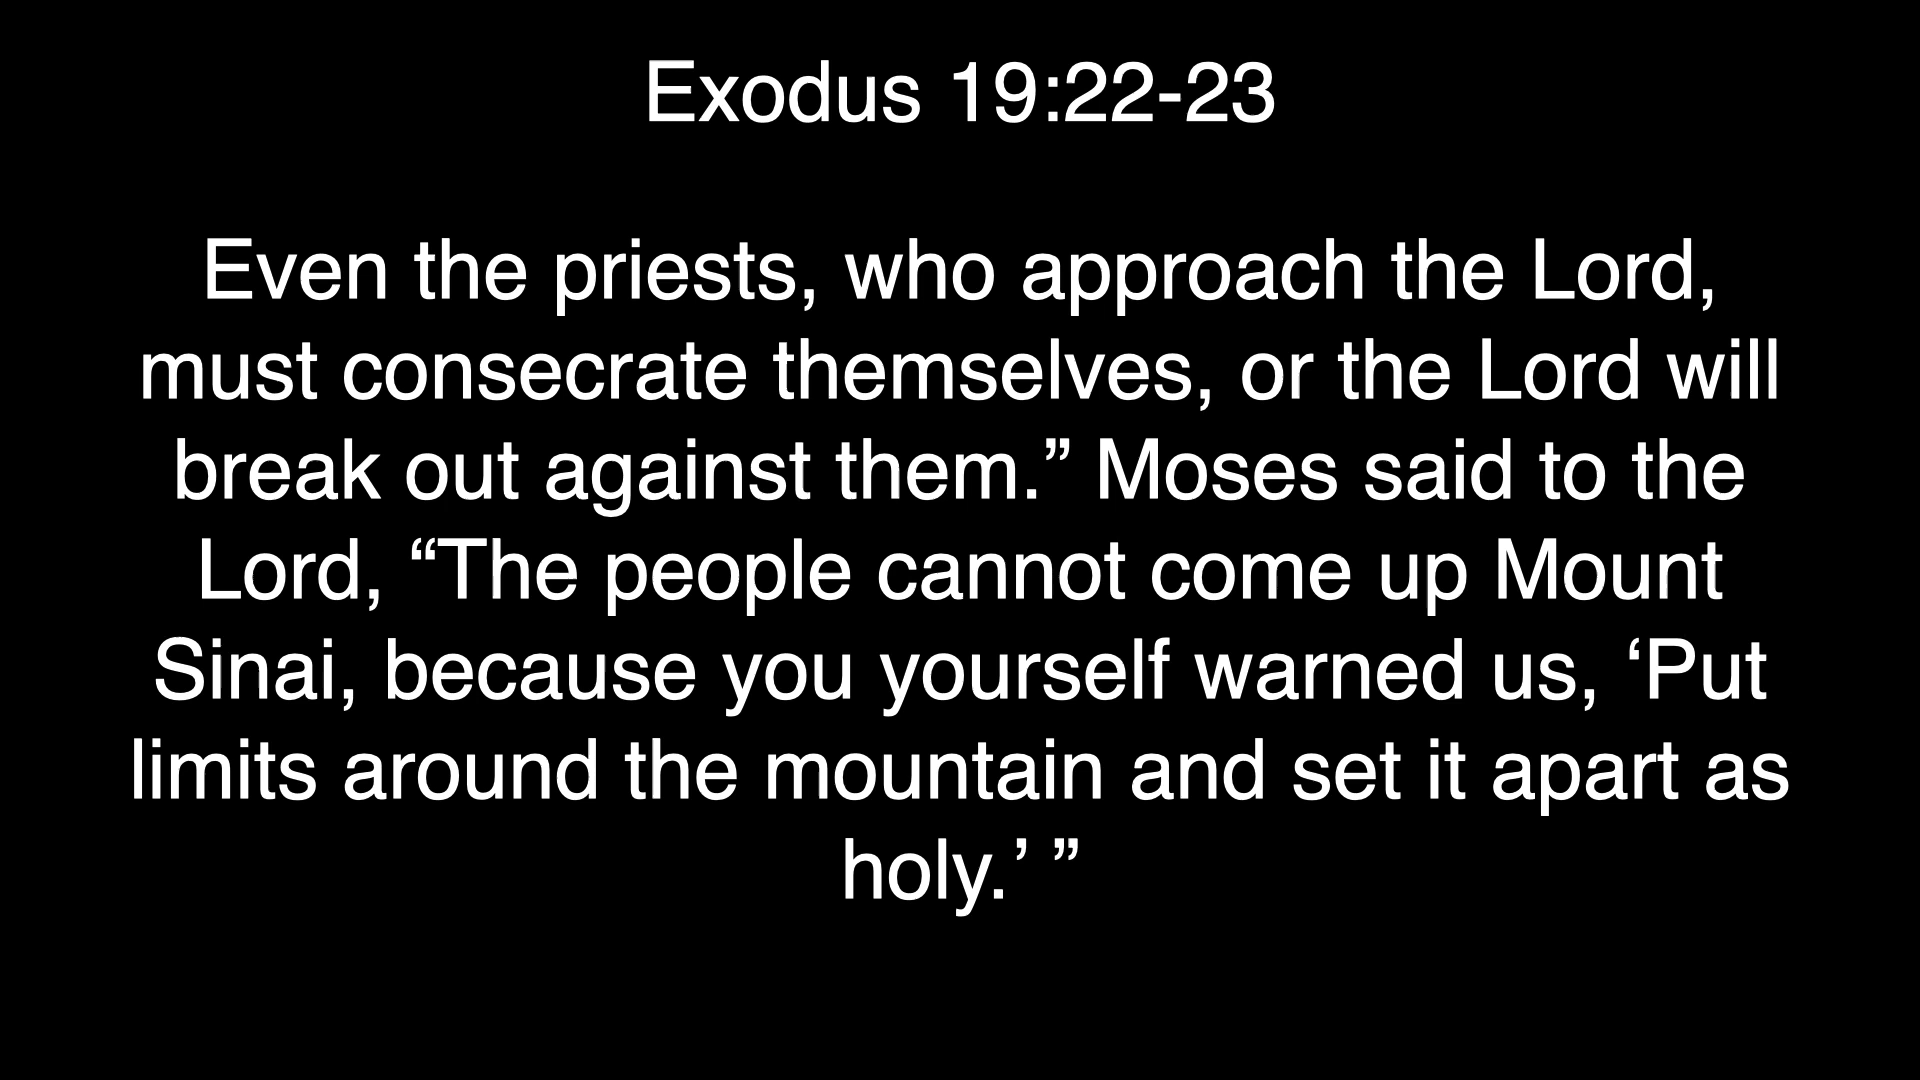 Exodus 19:22-23
Even the priests, who approach the Lord,
must consecrate themselves, or the Lord will
break out against them.” Moses said to the
Lord, “The people cannot come up Mount
Sinai, because you yourself warned us, ‘Put
limits around the mountain and set it apart as
holy.’ ”